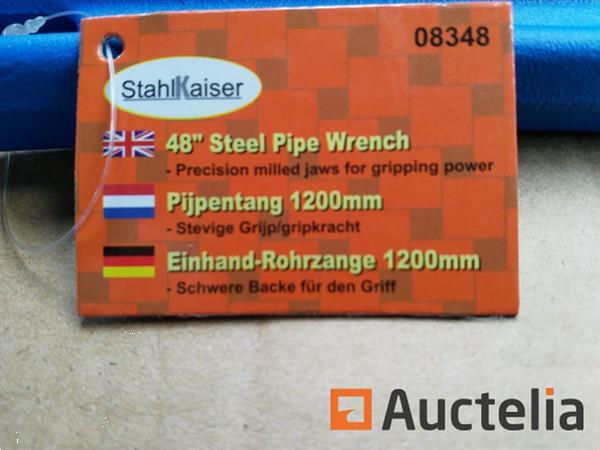 08348
StahlKaiser
48" Steel Pipe Wrench
- Precision milled jaws for gripping power
Pijpentang 1200mm
- Stevige Grijp/gripkracht
Einhand-Rohrzange 1200mm
- Schwere Backe für den Griff
Auctelia